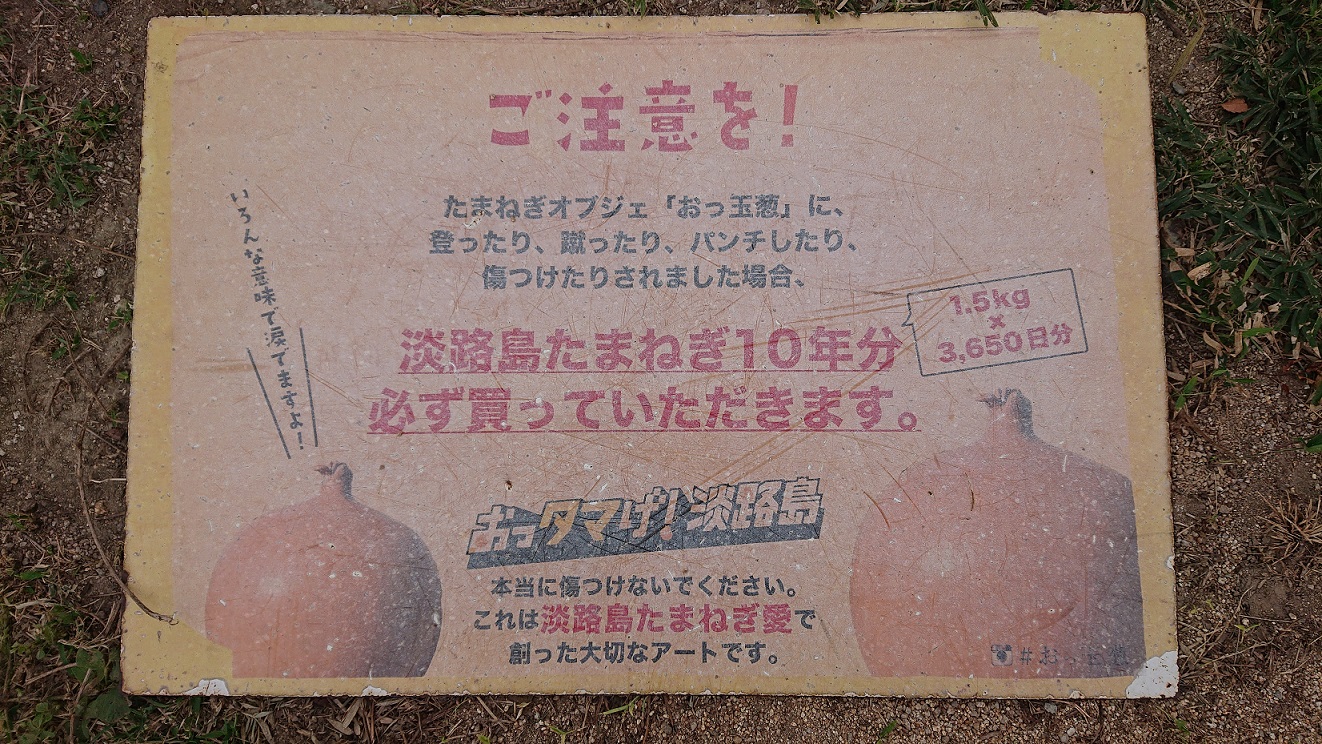 ご注意を!
たまねぎオブジェ「おっ玉葱」に、
登ったり、蹴ったり、パンチしたり、
傷つけたりされました場合、
いろんな意味で涙でますよ!
1.5kg
×
3,650日分
淡路島たまねぎ10年分
必ず買っていただきます。
おっタマげ!淡路島
本当に傷つけないでください。
これは淡路島たまねぎ愛で
創った大切なアートです。
#おっ玉葱